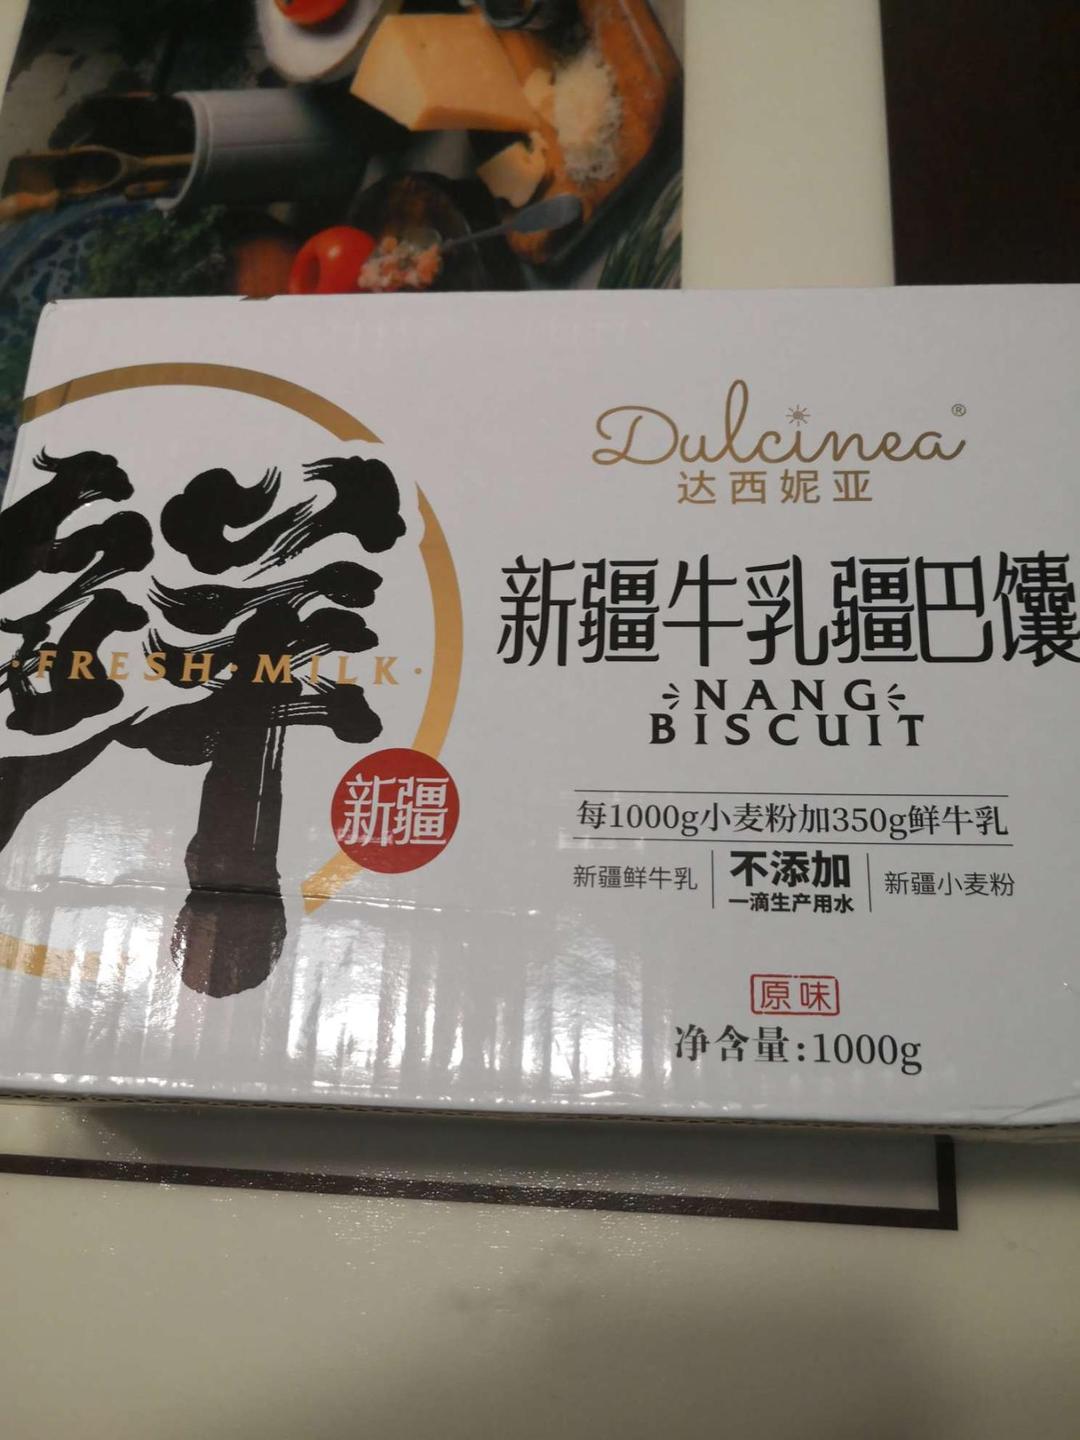 鲜
·FRESH·MILK·
新疆
Dulcinea®
达西妮亚
新疆牛乳疆巴馕
NANG
BISCUIT
每1000g小麦粉加350g鲜牛乳
新疆鲜牛乳
不添加
一滴生产用水
新疆小麦粉
原味
净含量:1000g